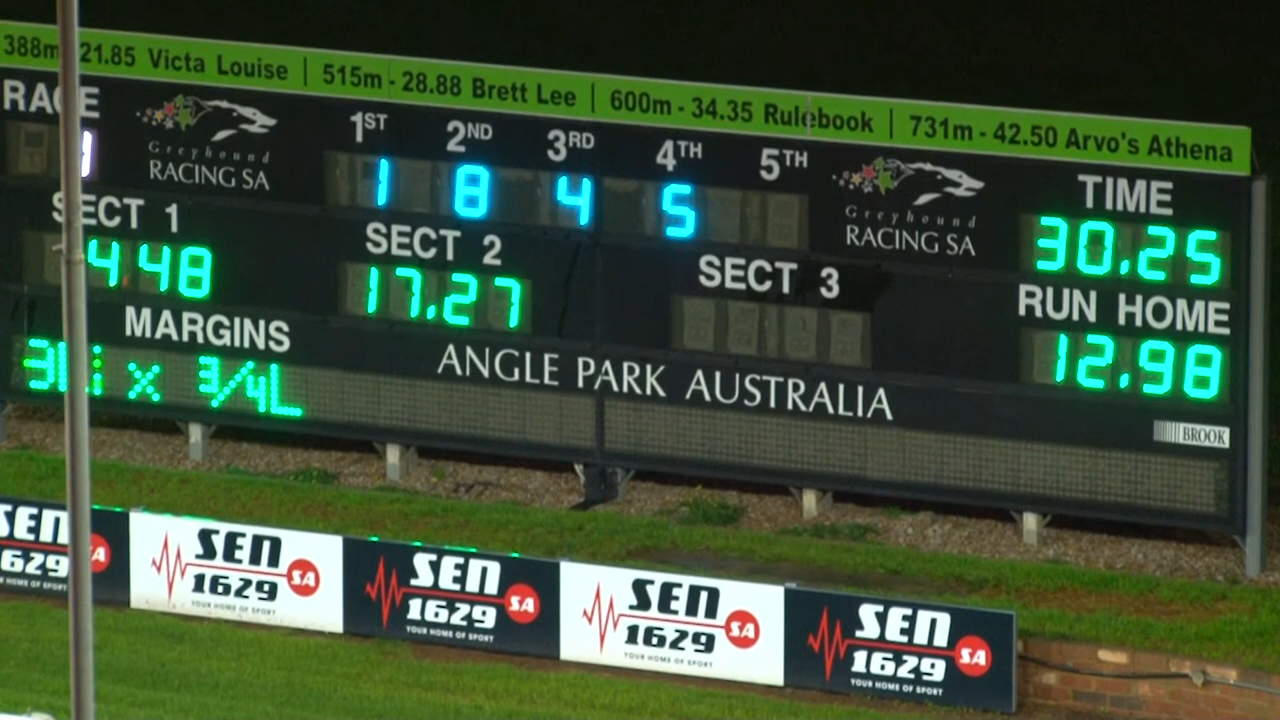 388m - 21.85 Victa Louise | 515m - 28.88 Brett Lee | 600m - 34.35 Rulebook | 731m - 42.50 Arvo's Athena
RACE
1
Greyhound
RACING SA
1ST 2ND 3RD 4TH 5TH
1 8 4 5
Greyhound
RACING SA
TIME
30.25
SECT 1
4.48
SECT 2
17.27
SECT 3
RUN HOME
12.98
MARGINS
x 3/4L
ANGLE PARK AUSTRALIA
BROOK
SEN
1629 SA
YOUR HOME OF SPORT
SEN
1629 SA
YOUR HOME OF SPORT
SEN
1629 SA
YOUR HOME OF SPORT
SEN
1629 SA
YOUR HOME OF SPORT
SEN
1629 SA
YOUR HOME OF SPORT